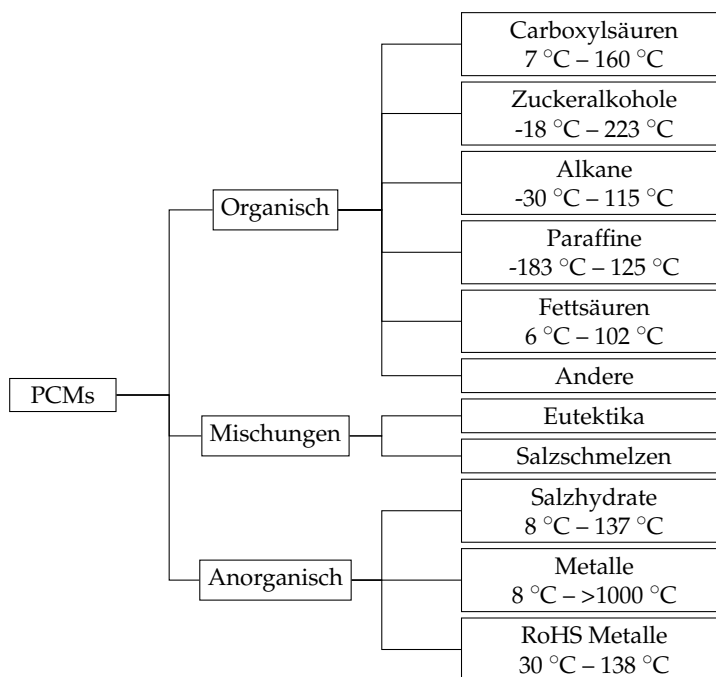 Carboxylsäuren
7 °C – 160 °C
Zuckeralkohole
-18 °C – 223 °C
Alkane
-30 °C – 115 °C
Organisch
Paraffine
-183 °C – 125 °C
Fettsäuren
6 °C – 102 °C
Andere
PCMs
Eutektika
Mischungen
Salzschmelzen
Salzhydrate
8 °C – 137 °C
Anorganisch
Metalle
8 °C – >1000 °C
RoHS Metalle
30 °C – 138 °C